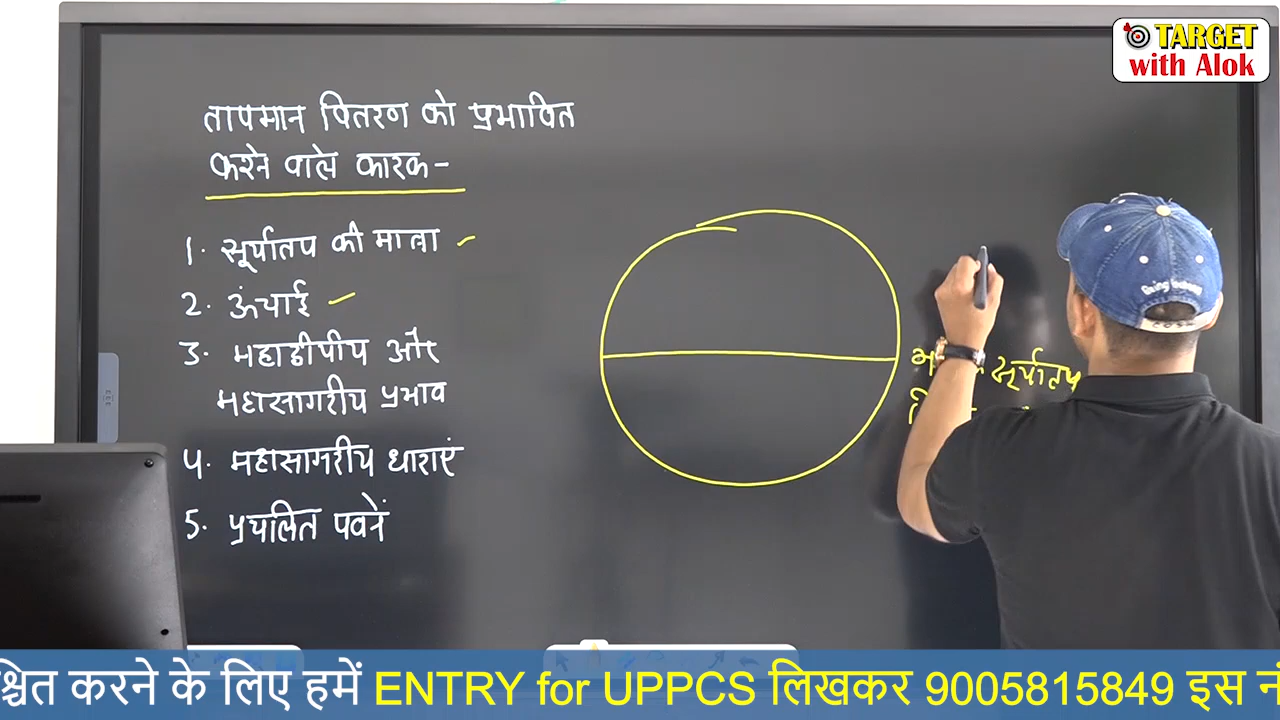 TARGET
with Alok
तापमान वितरण को प्रभावित
करने वाले कारक-
1. सूर्यातप की मात्रा
2. ऊंचाई
3. महाद्वीपीय और
महासागरीय प्रभाव
4. महासागरीय धाराएं
5. प्रचलित पवनें
सूर्यातप
श्चित करने के लिए हमें ENTRY for UPPCS लिखकर 9005815849 इस नं